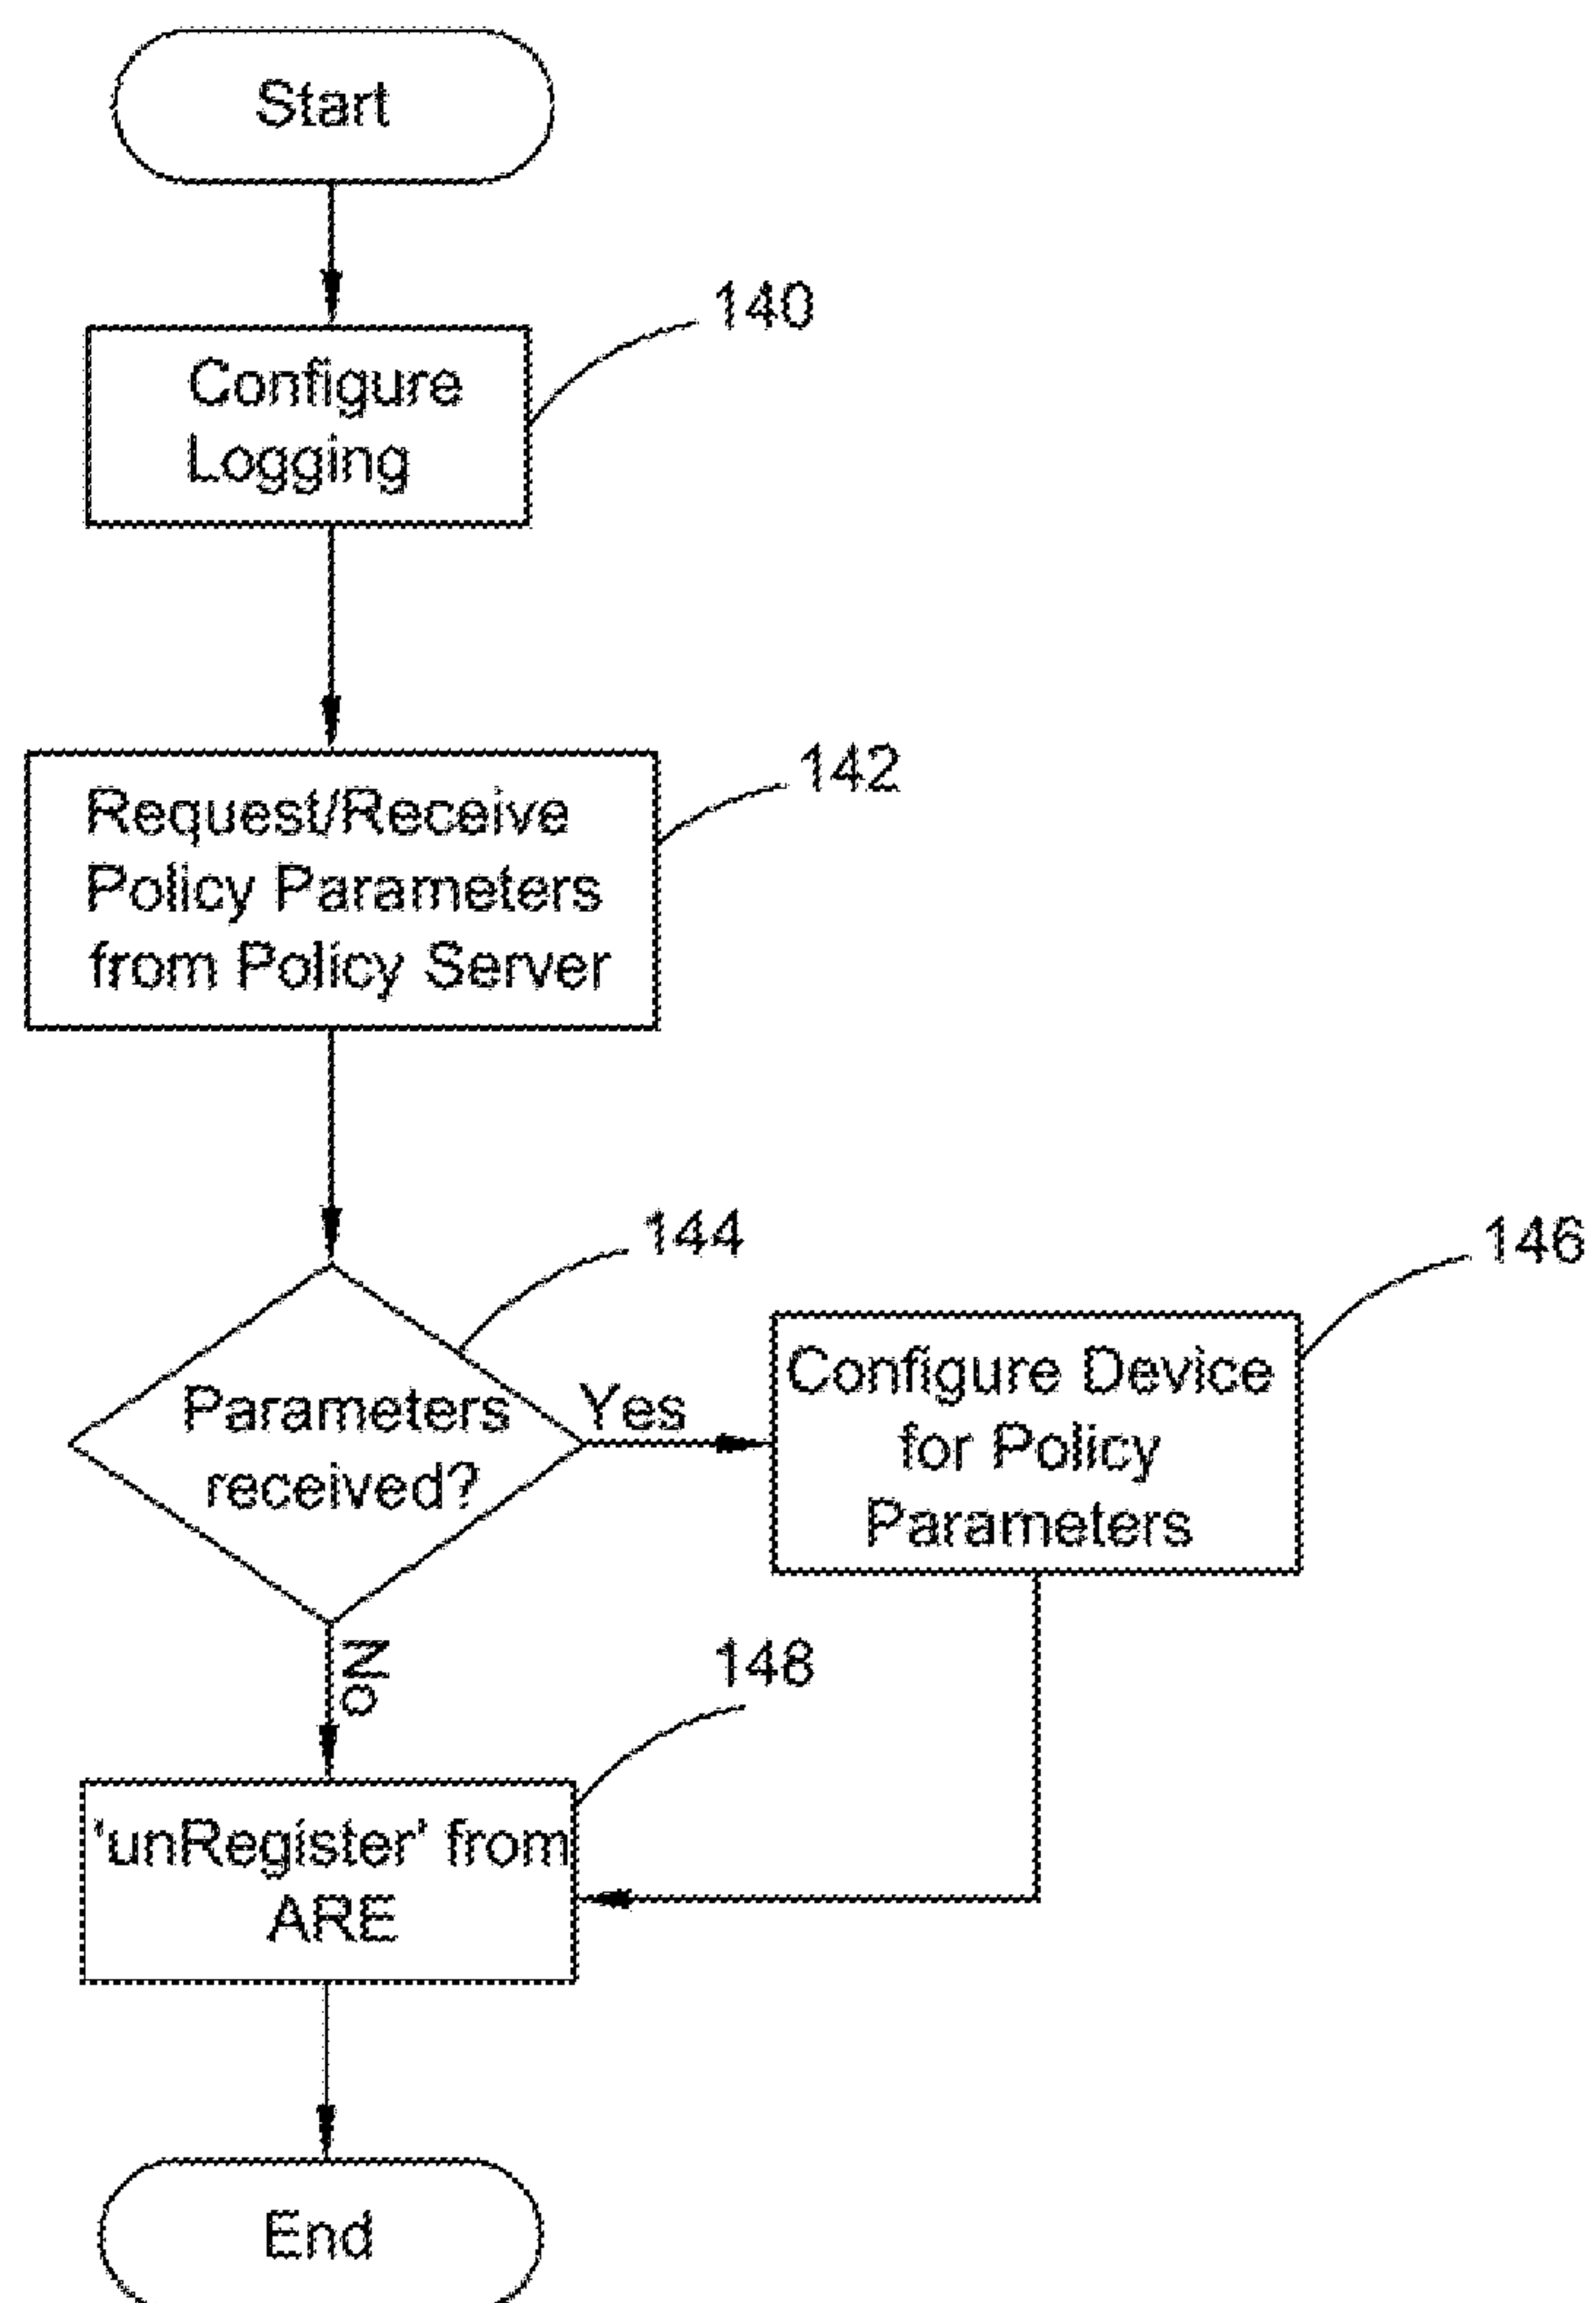 Start
140
Configure
Logging
142
Request/Receive
Policy Parameters
from Policy Server
144
146
Parameters
received?
Yes
Configure Device
for Policy
Parameters
No
148
'unRegister' from
ARE
End